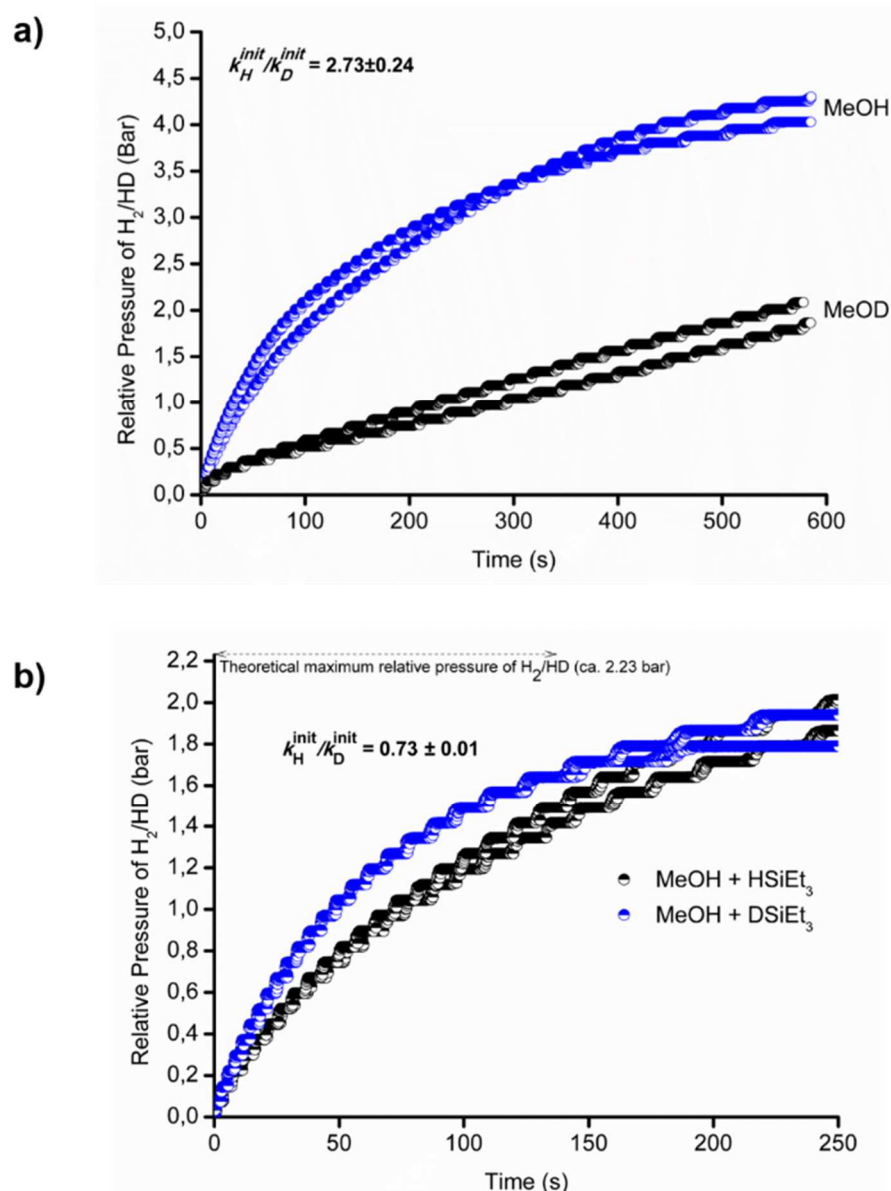 a)
k_H^init/k_D^init = 2.73±0.24
5,0
4,5
4,0
3,5
3,0
2,5
2,0
1,5
1,0
0,5
0,0
Relative Pressure of H₂/HD (Bar)
MeOH
MeOD
0 100 200 300 400 500 600
Time (s)
b)
2,2
2,0
1,8
1,6
1,4
1,2
1,0
0,8
0,6
0,4
0,2
0,0
Relative Pressure of H₂/HD (bar)
Theoretical maximum relative pressure of H₂/HD (ca. 2.23 bar)
k_H^init/k_D^init = 0.73 ± 0.01
MeOH + HSiEt₃
MeOH + DSiEt₃
0 50 100 150 200 250
Time (s)